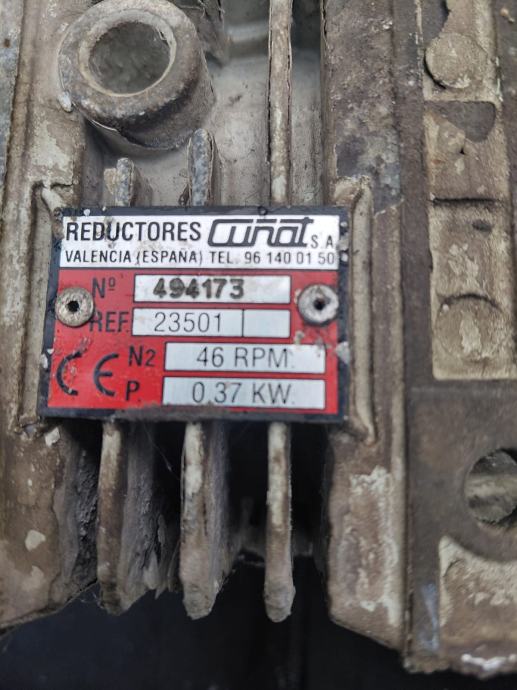 REDUCTORES Cuñat S.A.
VALENCIA (ESPAÑA) TEL. 96 140 01 50
Nº 494173
REF. 23501
CE N2 46 RPM.
P 0,37 KW.